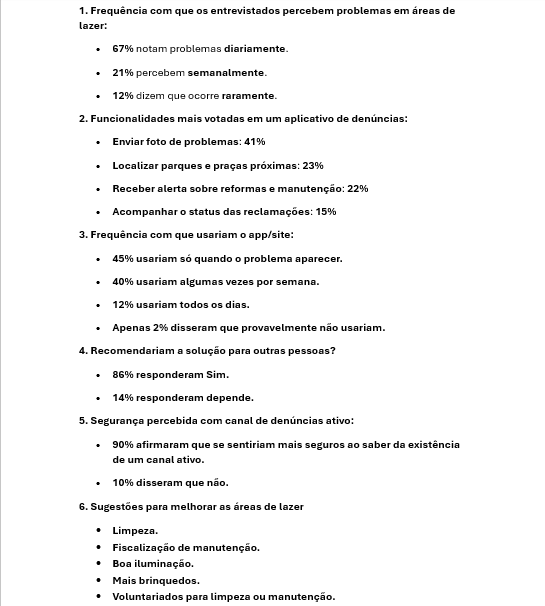 1. Frequência com que os entrevistados percebem problemas em áreas de
lazer:
• 67% notam problemas diariamente.
• 21% percebem semanalmente.
• 12% dizem que ocorre raramente.
2. Funcionalidades mais votadas em um aplicativo de denúncias:
• Enviar foto de problemas: 41%
• Localizar parques e praças próximas: 23%
• Receber alerta sobre reformas e manutenção: 22%
• Acompanhar o status das reclamações: 15%
3. Frequência com que usariam o app/site:
• 45% usariam só quando o problema aparecer.
• 40% usariam algumas vezes por semana.
• 12% usariam todos os dias.
• Apenas 2% disseram que provavelmente não usariam.
4. Recomendariam a solução para outras pessoas?
• 86% responderam Sim.
• 14% responderam depende.
5. Segurança percebida com canal de denúncias ativo:
• 90% afirmaram que se sentiriam mais seguros ao saber da existência
de um canal ativo.
• 10% disseram que não.
6. Sugestões para melhorar as áreas de lazer
• Limpeza.
• Fiscalização de manutenção.
• Boa iluminação.
• Mais brinquedos.
• Voluntariados para limpeza ou manutenção.